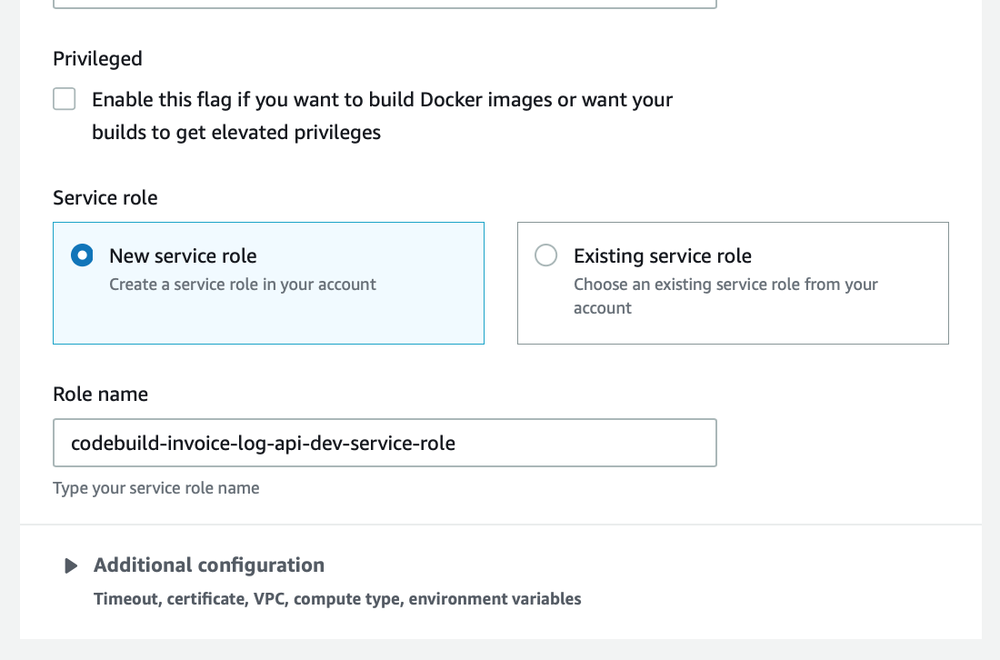 Privileged
Enable this flag if you want to build Docker images or want your
builds to get elevated privileges
Service role
New service role
Create a service role in your account
Existing service role
Choose an existing service role from your
account
Role name
codebuild-invoice-log-api-dev-service-role
Type your service role name
Additional configuration
Timeout, certificate, VPC, compute type, environment variables